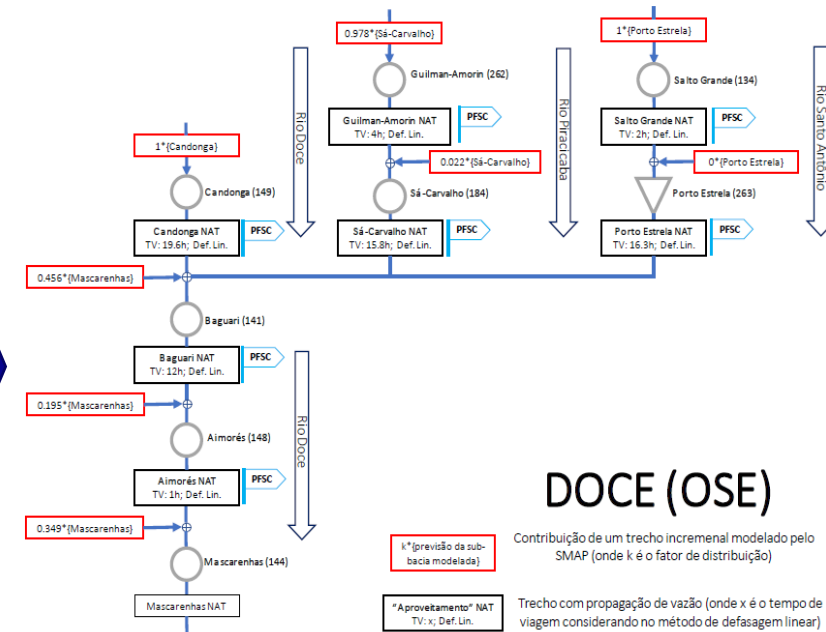 0.978*{Sá-Carvalho}
1*{Porto Estrela}
Guilman-Amorin (262)
Salto Grande (134)
Guilman-Amorin NAT
TV: 4h; Def. Lin.
PFSC
Salto Grande NAT
TV: 2h; Def. Lin.
PFSC
Rio Doce
Rio Piracicaba
Rio Santo Antônio
1*{Candonga}
0.022*{Sá-Carvalho}
0*{Porto Estrela}
Candonga (149)
Sá-Carvalho (184)
Porto Estrela (263)
Candonga NAT
TV: 19.6h; Def. Lin.
PFSC
Sá-Carvalho NAT
TV: 15.8h; Def. Lin.
PFSC
Porto Estrela NAT
TV: 16.3h; Def. Lin.
PFSC
0.456*{Mascarenhas}
Baguari (141)
Baguari NAT
TV: 12h; Def. Lin.
PFSC
0.195*{Mascarenhas}
Rio Doce
Aimorés (148)
Aimorés NAT
TV: 1h; Def. Lin.
PFSC
0.349*{Mascarenhas}
Mascarenhas (144)
Mascarenhas NAT
DOCE (OSE)
k*{previsão da sub-
bacia modelada}
Contribuição de um trecho incremenal modelado pelo
SMAP (onde k é o fator de distribuição)
"Aproveitamento" NAT
TV: x; Def. Lin.
Trecho com propagação de vazão (onde x é o tempo de
viagem considerando no método de defasagem linear)